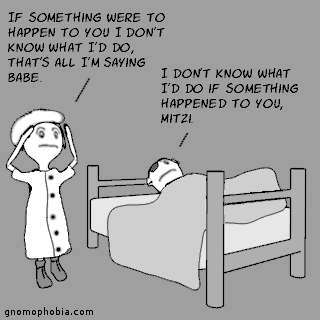 IF SOMETHING WERE TO
HAPPEN TO YOU I DON'T
KNOW WHAT I'D DO,
THAT'S ALL I'M SAYING
BABE.
I DON'T KNOW WHAT
I'D DO IF SOMETHING
HAPPENED TO YOU,
MITZI.
gnomophobia.com